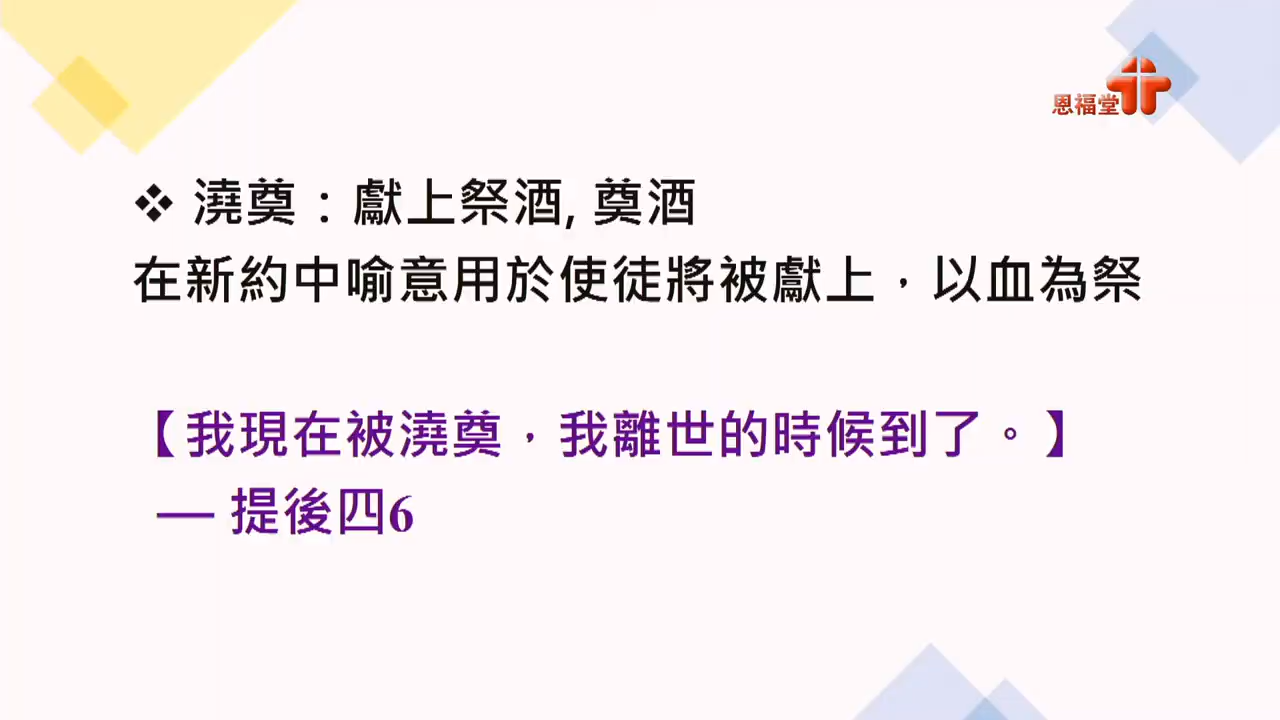 恩福堂
❖ 澆奠：獻上祭酒, 奠酒
在新約中喻意用於使徒將被獻上，以血為祭
【我現在被澆奠，我離世的時候到了。】
— 提後四6